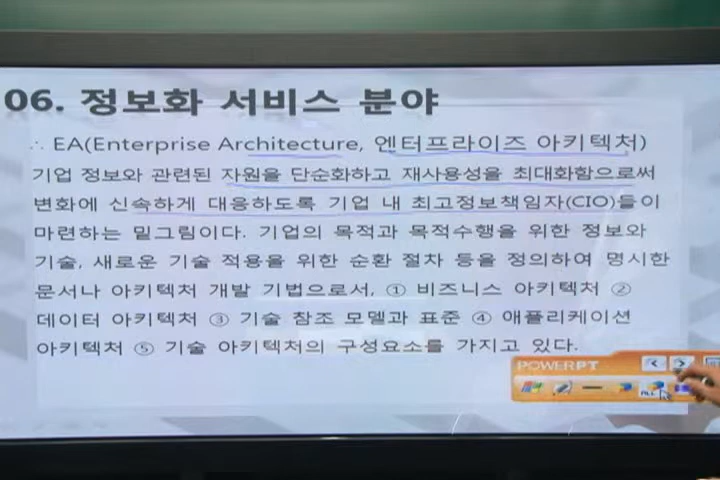 06. 정보화 서비스 분야
∴ EA(Enterprise Architecture, 엔터프라이즈 아키텍처)
기업 정보와 관련된 자원을 단순화하고 재사용성을 최대화함으로써
변화에 신속하게 대응하도록 기업 내 최고정보책임자(CIO)들이
마련하는 밑그림이다. 기업의 목적과 목적수행을 위한 정보와
기술, 새로운 기술 적용을 위한 순환 절차 등을 정의하여 명시한
문서나 아키텍처 개발 기법으로서, ① 비즈니스 아키텍처 ②
데이터 아키텍처 ③ 기술 참조 모델과 표준 ④ 애플리케이션
아키텍처 ⑤ 기술 아키텍처의 구성요소를 가지고 있다.
POWERPT
ALL